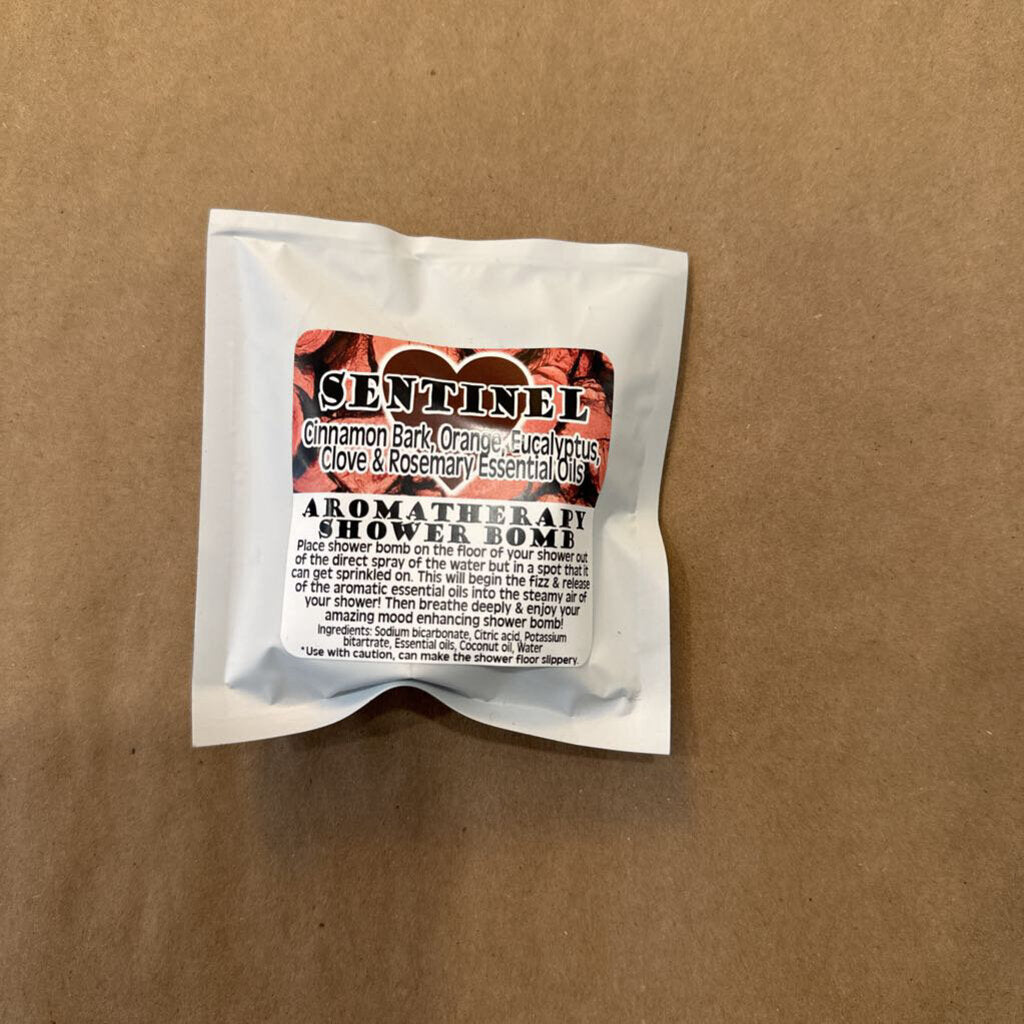 SENTINEL
Cinnamon Bark, Orange, Eucalyptus,
Clove & Rosemary Essential Oils
AROMATHERAPY
SHOWER BOMB
Place shower bomb on the floor of your shower out
of the direct spray of the water but in a spot that it
can get sprinkled on. This will begin the fizz & release
of the aromatic essential oils into the steamy air of
your shower! Then breathe deeply & enjoy your
amazing mood enhancing shower bomb!
Ingredients: Sodium bicarbonate, Citric acid, Potassium
bitartrate, Essential oils, Coconut oil, Water
*Use with caution, can make the shower floor slippery.